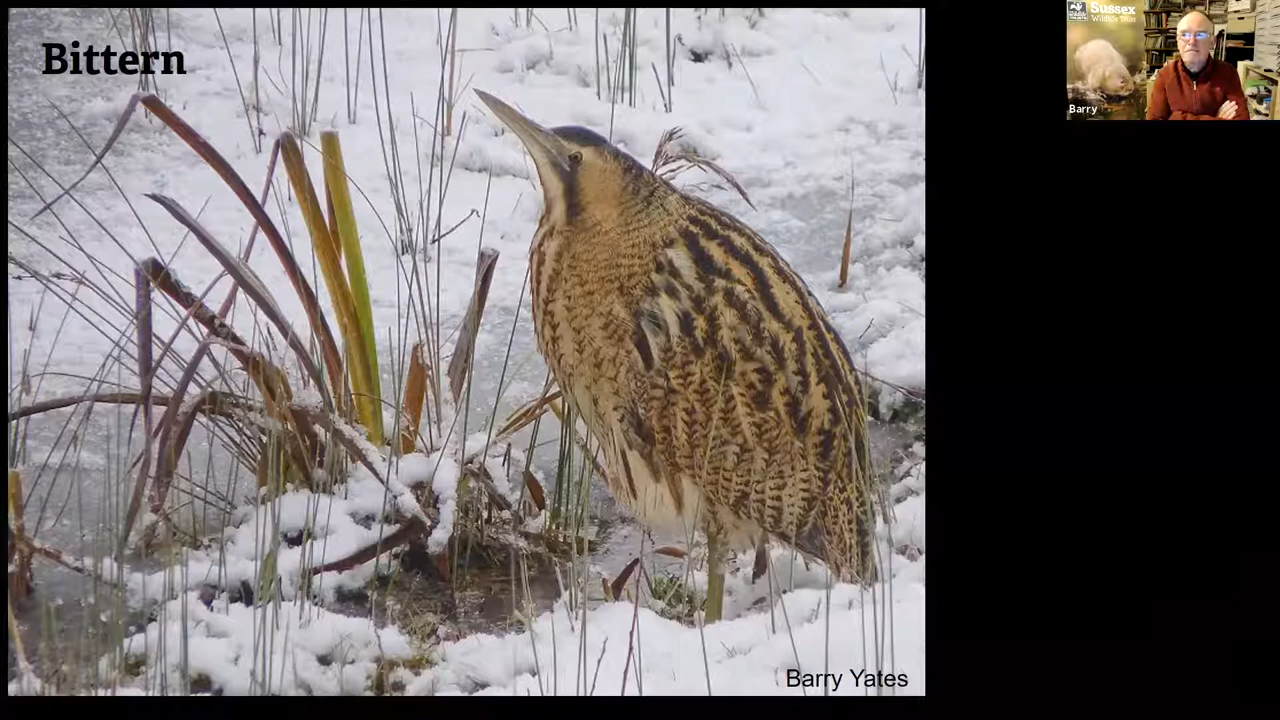 Bittern
Sussex
Wildlife Trust
Barry
Barry Yates